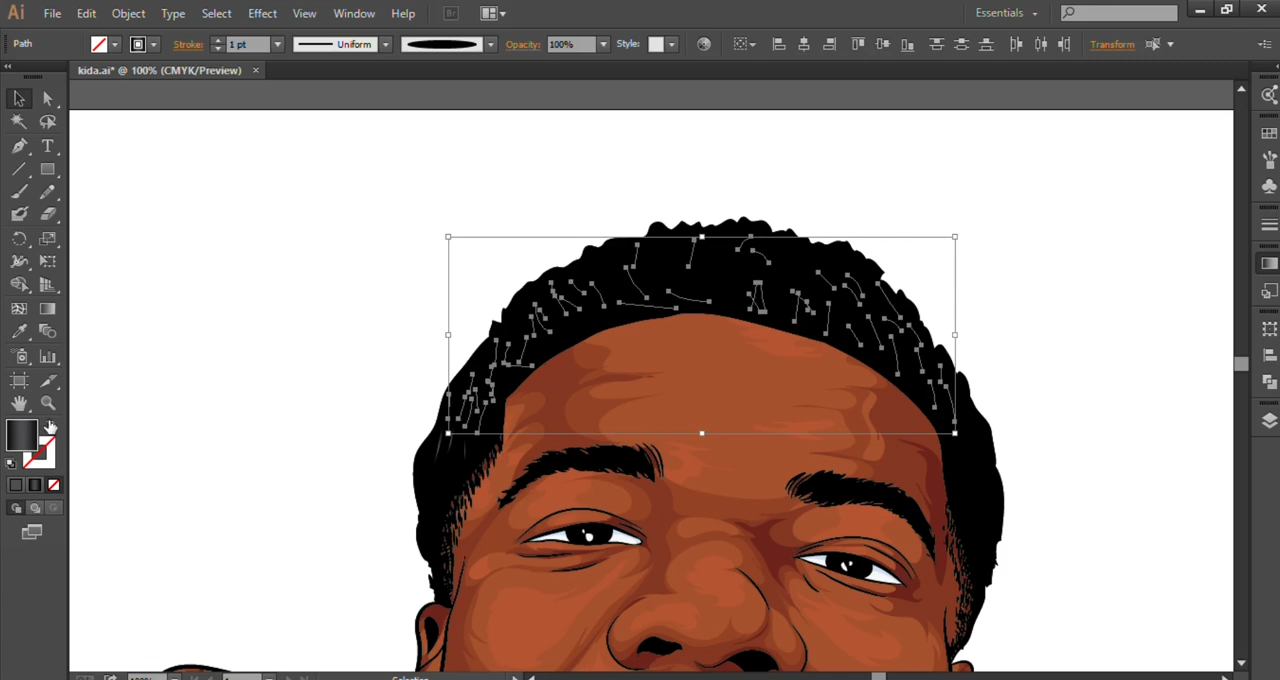 Ai File Edit Object Type Select Effect View Window Help Br Essentials
Path Stroke: 1 pt Uniform Opacity: 100% Style: Transform
kida.ai* @ 100% (CMYK/Preview) ×
T